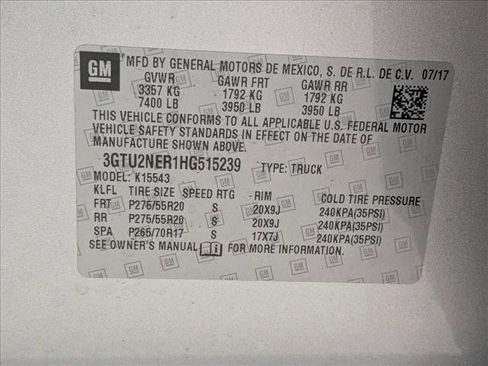 GM MFD BY GENERAL MOTORS DE MEXICO, S. DE R.L. DE C.V. 07/17
GVWR GAWR FRT GAWR RR
3357 KG 1792 KG 1792 KG
7400 LB 3950 LB 3950 LB
THIS VEHICLE CONFORMS TO ALL APPLICABLE U.S. FEDERAL MOTOR
VEHICLE SAFETY STANDARDS IN EFFECT ON THE DATE OF
MANUFACTURE SHOWN ABOVE.
3GTU2NER1HG515239 TYPE: TRUCK
MODEL: K15543
KLFL TIRE SIZE SPEED RTG RIM COLD TIRE PRESSURE
FRT P275/55R20 S 20X9J 240KPA(35PSI)
RR P275/55R20 S 20X9J 240KPA(35PSI)
SPA P265/70R17 S 17X7J 240KPA(35PSI)
SEE OWNER'S MANUAL FOR MORE INFORMATION.